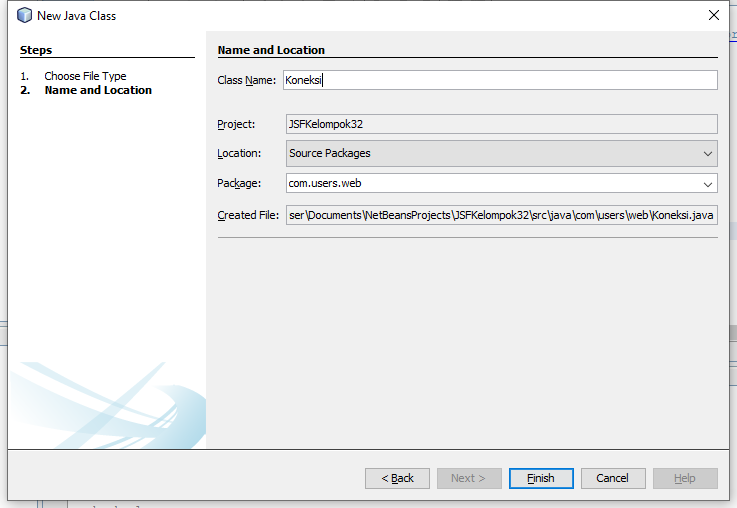 New Java Class
Steps
1. Choose File Type
2. Name and Location
Name and Location
Class Name: Koneksi
Project: JSFKelompok32
Location: Source Packages
Package: com.users.web
Created File: ser\Documents\NetBeansProjects\JSFKelompok32\src\java\com\users\web\Koneksi.java
< Back Next > Finish Cancel Help